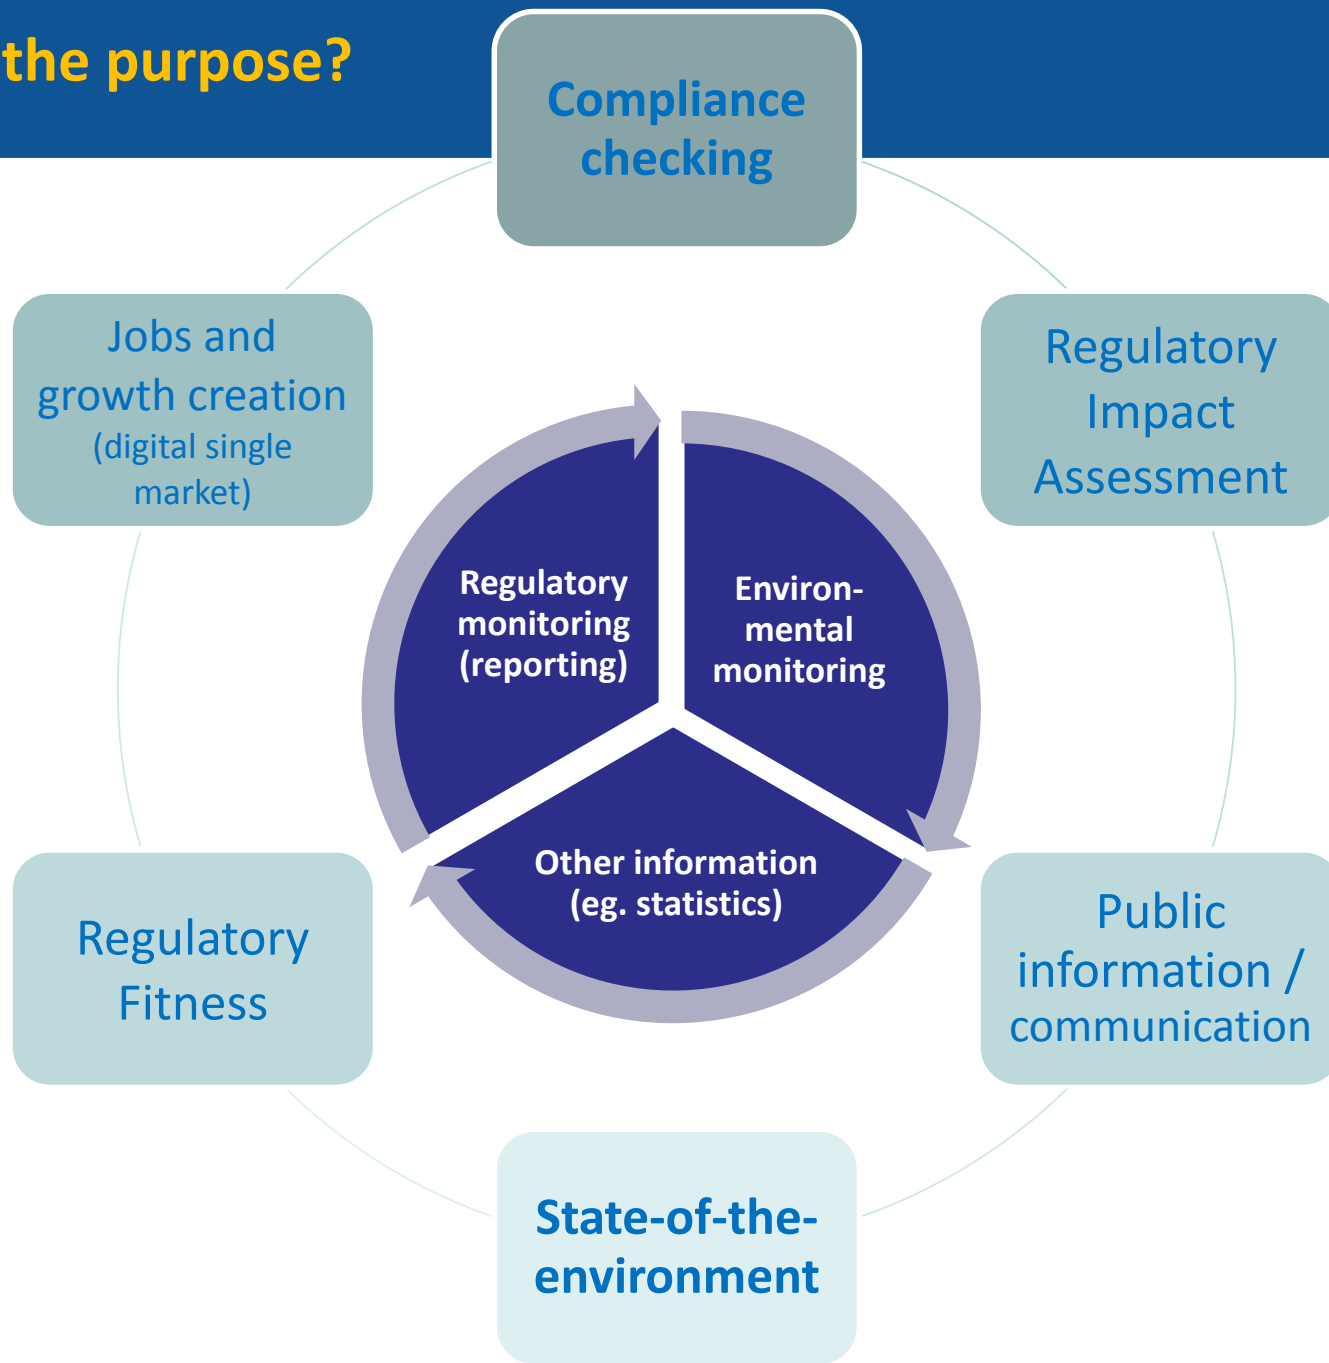 the purpose?
Compliance
checking
Jobs and
growth creation
(digital single
market)
Regulatory
Impact
Assessment
Regulatory
monitoring
(reporting)
Environ-
mental
monitoring
Other information
(eg. statistics)
Regulatory
Fitness
Public
information /
communication
State-of-the-
environment